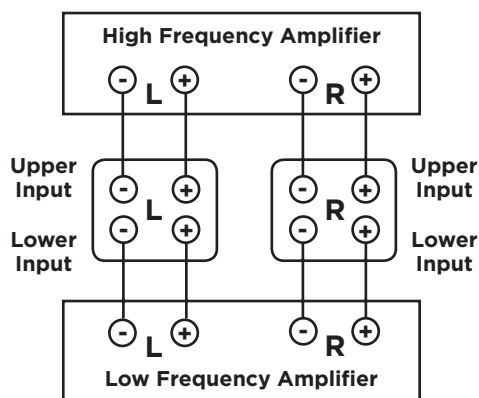 High Frequency Amplifier
- L + - R +
Upper Input
- L + - R +
Upper Input
Lower Input
- + - +
Lower Input
- L + - R +
Low Frequency Amplifier